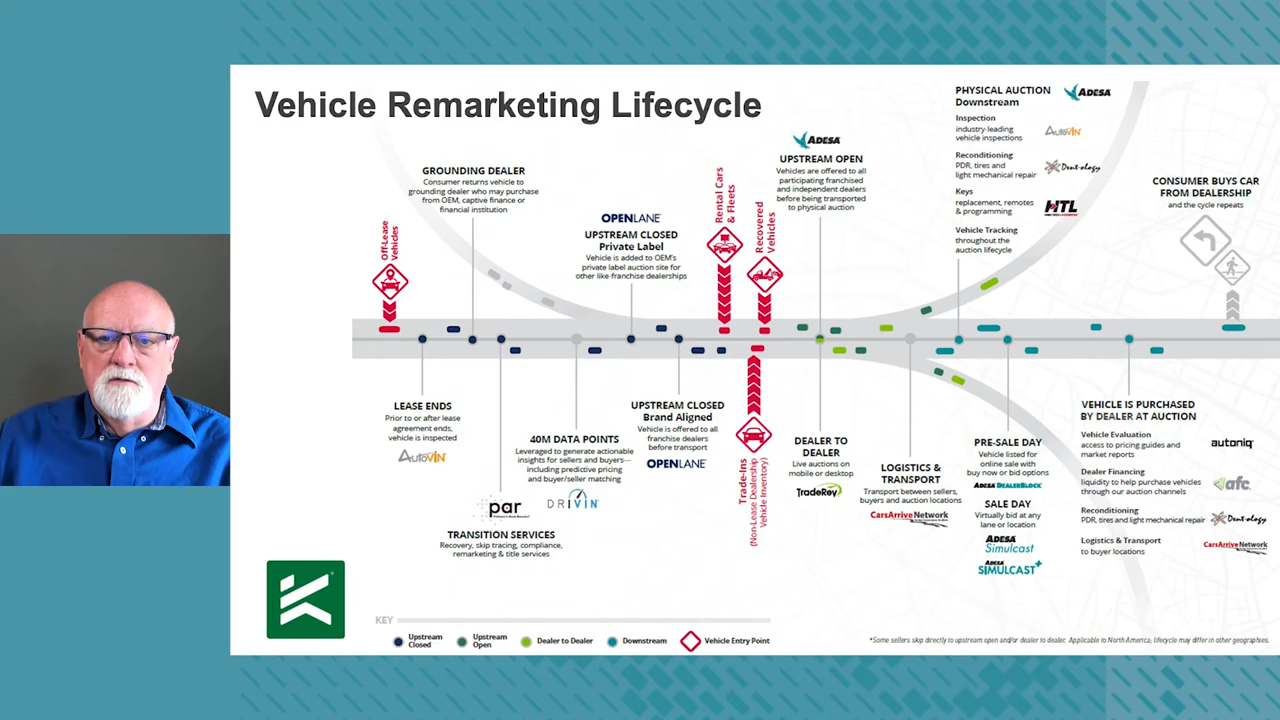 Vehicle Remarketing Lifecycle
Off-Lease
Vehicles
GROUNDING DEALER
Consumer returns vehicle to
grounding dealer who may purchase
from OEM, captive finance or
financial institution
OPENLANE
UPSTREAM CLOSED
Private Label
Vehicle is added to OEM's
private label auction site for
other like-franchise dealerships
Rental Cars
& Fleets
Recovered
Vehicles
ADESA
UPSTREAM OPEN
Vehicles are offered to all
participating franchised
and independent dealers
before being transported
to physical auction
PHYSICAL AUCTION
Downstream
ADESA
Inspection
industry-leading
vehicle inspections
AutoVIN
Reconditioning
PDR, tires and
light mechanical repair
Dent-ology
Keys
replacement, remotes
& programming
HTL
Vehicle Tracking
throughout the
auction lifecycle
CONSUMER BUYS CAR
FROM DEALERSHIP
and the cycle repeats
LEASE ENDS
Prior to or after lease
agreement ends,
vehicle is inspected
AutoVIN
par
TRANSITION SERVICES
Recovery, skip tracing, compliance,
remarketing & title services
40M DATA POINTS
Leveraged to generate actionable
insights for sellers and buyers—
including predictive pricing
and buyer/seller matching
DRIVIN
UPSTREAM CLOSED
Brand Aligned
Vehicle is offered to all
franchise dealers
before transport
OPENLANE
Trade-Ins
(Non-Lease Dealership
Vehicle Inventory)
DEALER TO
DEALER
Live auctions on
mobile or desktop
TradeRev
LOGISTICS &
TRANSPORT
Transport between sellers,
buyers and auction locations
CarsArrive Network
PRE-SALE DAY
Vehicle listed for
online sale with
buy now or bid options
ADESA DEALERBLOCK
SALE DAY
Virtually bid at any
lane or location
ADESA
Simulcast
ADESA
SIMULCAST+
VEHICLE IS PURCHASED
BY DEALER AT AUCTION
Vehicle Evaluation
access to pricing guides and
market reports
autoniq
Dealer Financing
liquidity to help purchase vehicles
through our auction channels
afc
Reconditioning
PDR, tires and light mechanical repair
Dent-ology
Logistics & Transport
to buyer locations
CarsArrive Network
KEY
Upstream
Closed
Upstream
Open
Dealer to Dealer
Downstream
Vehicle Entry Point
*Some sellers skip directly to upstream open and/or dealer to dealer. Applicable to North America; lifecycle may differ in other geographies.